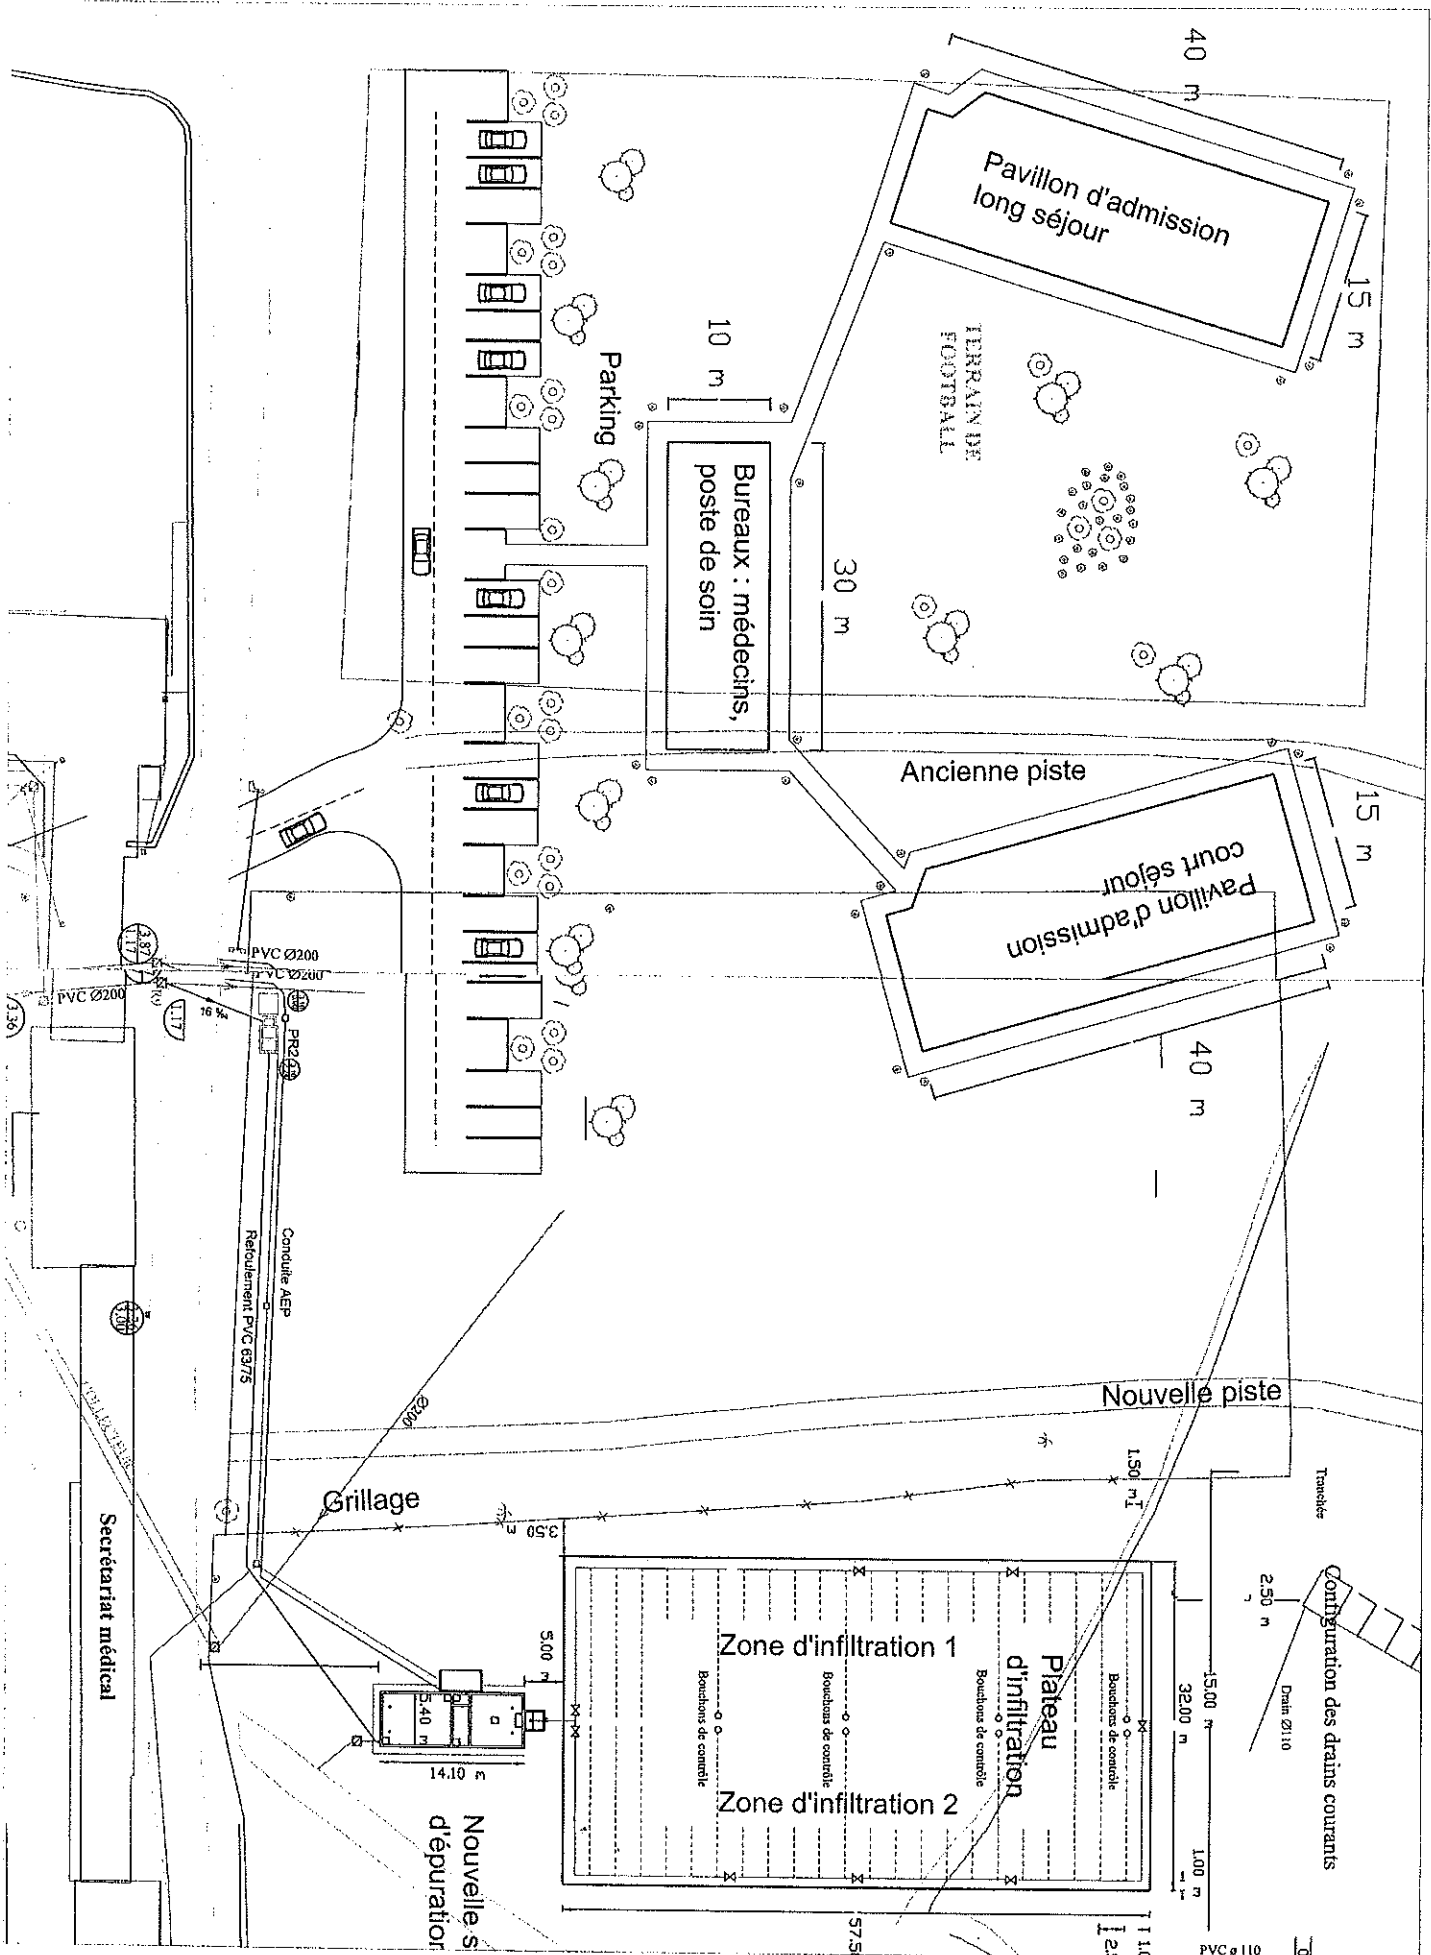 40 m
Pavillon d'admission
long séjour
15 m
TERRAIN DE
FOOTBALL
10 m
Parking
Bureaux : médecins,
poste de soin
30 m
Ancienne piste
15 m
Pavillon d'admission
court séjour
40 m
PVC Ø200
PVC Ø200
PVC Ø200
3.87
1.17
1.17
3.36
16 ‰
PR2
Conduite AEP
Refoulement PVC 63/75
Ø200
Nouvelle piste
Grillage
3.50 m
1.50 m
Tranchée
Configuration des drains courants
2.50 m
Drain Ø110
15.00 m
32.00 m
1.00 m
5.00 m
Zone d'infiltration 1
Plateau
d'infiltration
Bouchons de contrôle
Bouchons de contrôle
Bouchons de contrôle
Bouchons de contrôle
Zone d'infiltration 2
5.40 m
14.10 m
Nouvelle s
d'épuration
57.5
PVC ø 110
Secrétariat médical